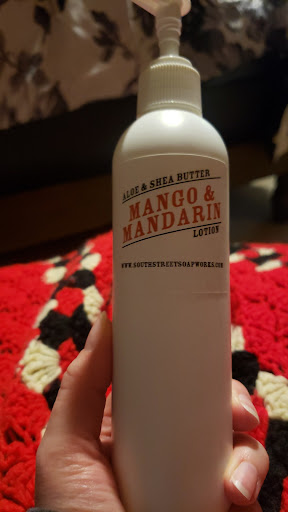 ALOE & SHEA BUTTER
MANGO &
MANDARIN
LOTION
WWW.SOUTHSTREETSOAPWORKS.COM